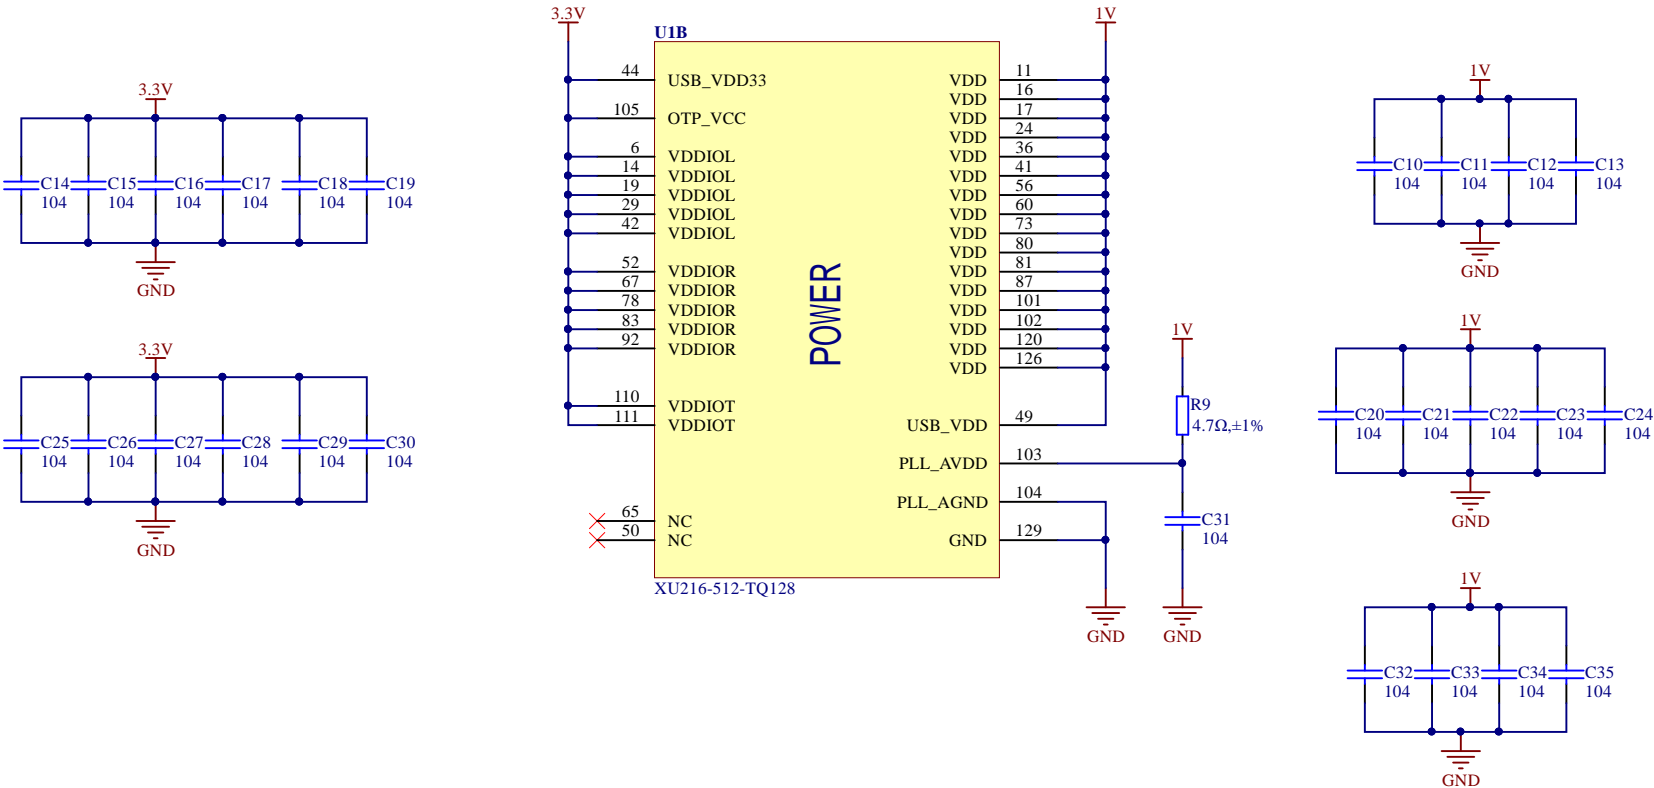 3.3V
C14 C15 C16 C17 C18 C19
104 104 104 104 104 104
GND
3.3V
C25 C26 C27 C28 C29 C30
104 104 104 104 104 104
GND
3.3V
1V
U1B
44 USB_VDD33
105 OTP_VCC
6 VDDIOL
14 VDDIOL
19 VDDIOL
29 VDDIOL
42 VDDIOL
52 VDDIOR
67 VDDIOR
78 VDDIOR
83 VDDIOR
92 VDDIOR
110 VDDIOT
111 VDDIOT
65 NC
50 NC
POWER
VDD 11
VDD 16
VDD 17
VDD 24
VDD 36
VDD 41
VDD 56
VDD 60
VDD 73
VDD 80
VDD 81
VDD 87
VDD 101
VDD 102
VDD 120
VDD 126
USB_VDD 49
PLL_AVDD 103
PLL_AGND 104
GND 129
XU216-512-TQ128
GND
1V
R9
4.7Ω,±1%
C31
104
GND
1V
C10 C11 C12 C13
104 104 104 104
GND
1V
C20 C21 C22 C23 C24
104 104 104 104 104
GND
1V
C32 C33 C34 C35
104 104 104 104
GND